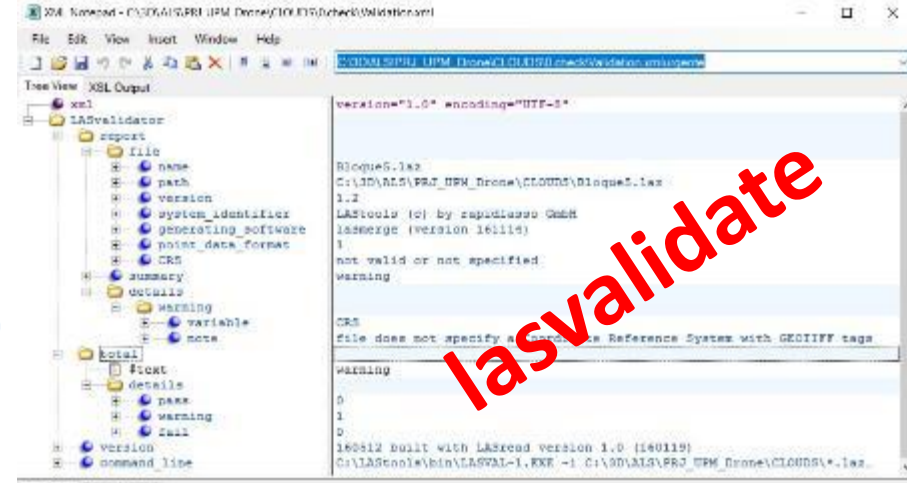 XML Notepad - C:\3D\ALS\PRJ_UPM_Drone\CLOUDS\0.check\Validation.xml
File Edit View Insert Window Help
C:\3D\ALS\PRJ_UPM_Drone\CLOUDS\0.check\Validation.xml
Tree View XSL Output
xml version="1.0" encoding="UTF-8"
LASvalidator
report
file
name Bloque5.laz
path C:\3D\ALS\PRJ_UPM_Drone\CLOUDS\Bloque5.laz
version 1.2
system_identifier LAStools (c) by rapidlasso GmbH
generating_software lasmerge (version 161114)
point_data_format 1
CRS not valid or not specified
summary warning
details
warning
variable CRS
note file does not specify a Coordinate Reference System with GEOTIFF tags
total
#text warning
details
pass 0
warning 1
fail 0
version 160812 built with LASread version 1.0 (160119)
command_line C:\LAStools\bin\LASVAL~1.EXE -i C:\3D\ALS\PRJ_UPM_Drone\CLOUDS\*.laz
lasvalidate